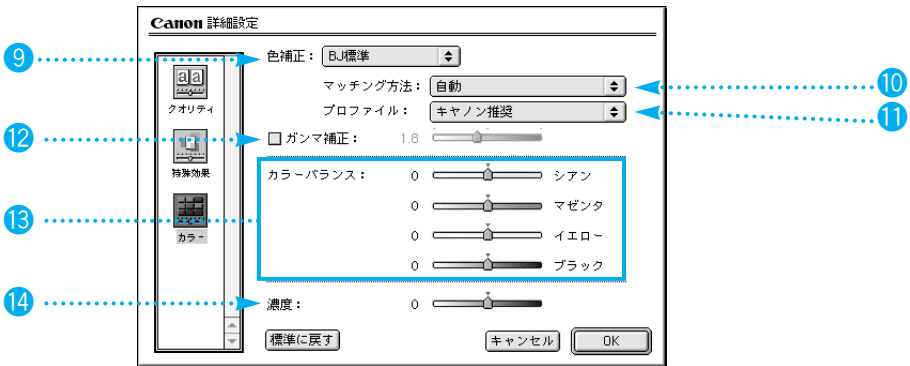 Canon 詳細設定
⑨ 色補正： BJ標準
マッチング方法： 自動 ⑩
プロファイル： キヤノン推奨 ⑪
aa
クオリティ
⑫ ガンマ補正： 1.8
特殊効果
カラーバランス： 0 シアン
0 マゼンタ
⑬
カラー
0 イエロー
0 ブラック
⑭ 濃度： 0
標準に戻す キャンセル OK